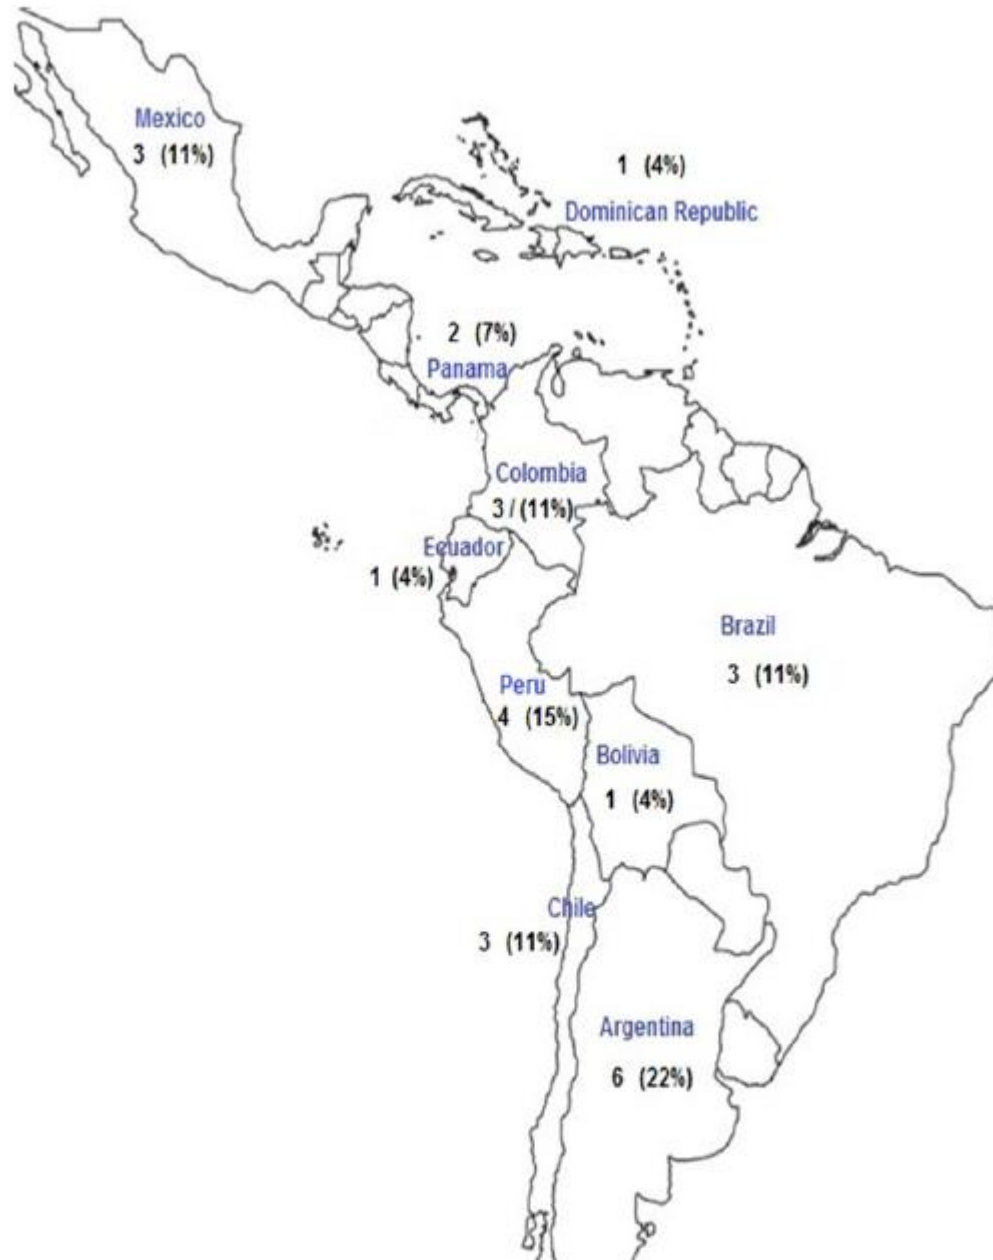 Mexico
3 (11%)
1 (4%)
Dominican Republic
2 (7%)
Panama
Colombia
3 / (11%)
Ecuador
1 (4%)
Brazil
3 (11%)
Peru
4 (15%)
Bolivia
1 (4%)
Chile
3 (11%)
Argentina
6 (22%)